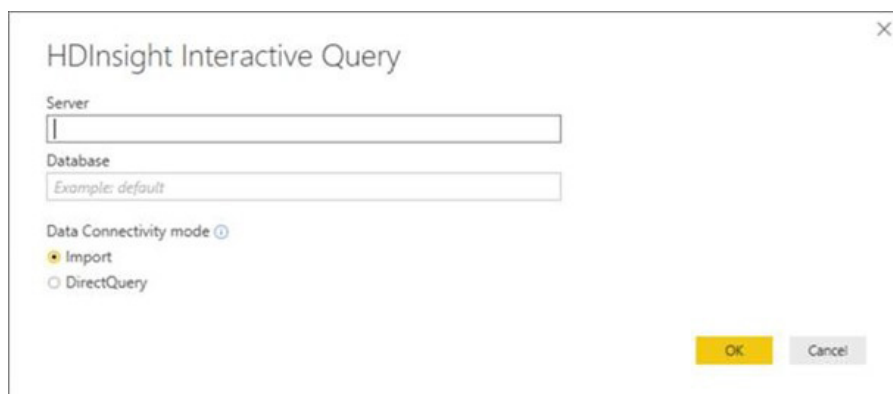 HDInsight Interactive Query
Server
Database
Example: default
Data Connectivity mode
Import
DirectQuery
OK Cancel